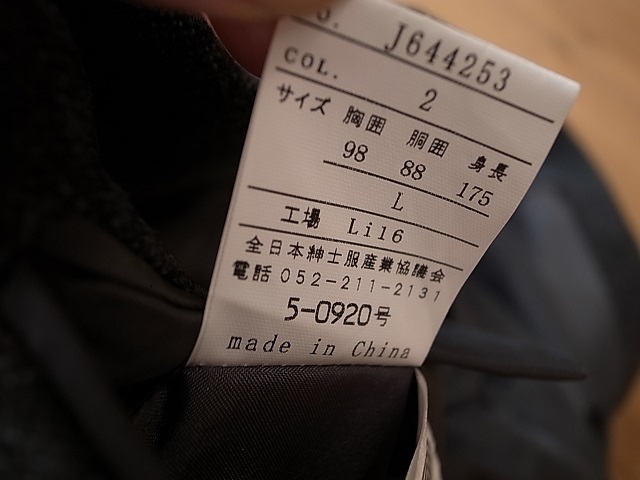 J644253
COL. 2
サイズ 胸囲 胴囲 身長
98 88 175
L
工場 Li16
全日本紳士服産業協議会
電話 052-211-2131
5-0920号
made in China